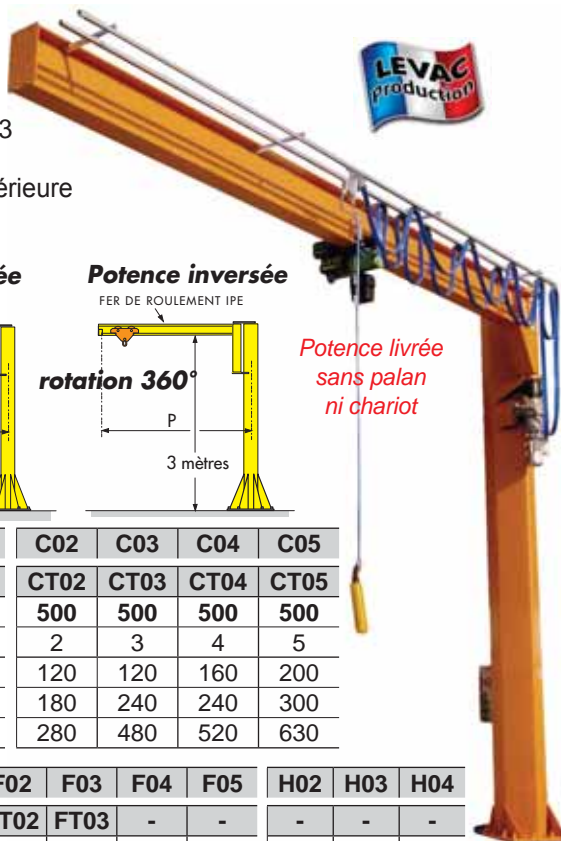 LEVAC
Production
3
érieure
ée
Potence inversée
FER DE ROULEMENT IPE
rotation 360°
P
3 mètres
Potence livrée
sans palan
ni chariot
C02 C03 C04 C05
CT02 CT03 CT04 CT05
500 500 500 500
2 3 4 5
120 120 160 200
180 240 240 300
280 480 520 630
F02 F03 F04 F05 H02 H03 H04
T02 FT03 - - - - -